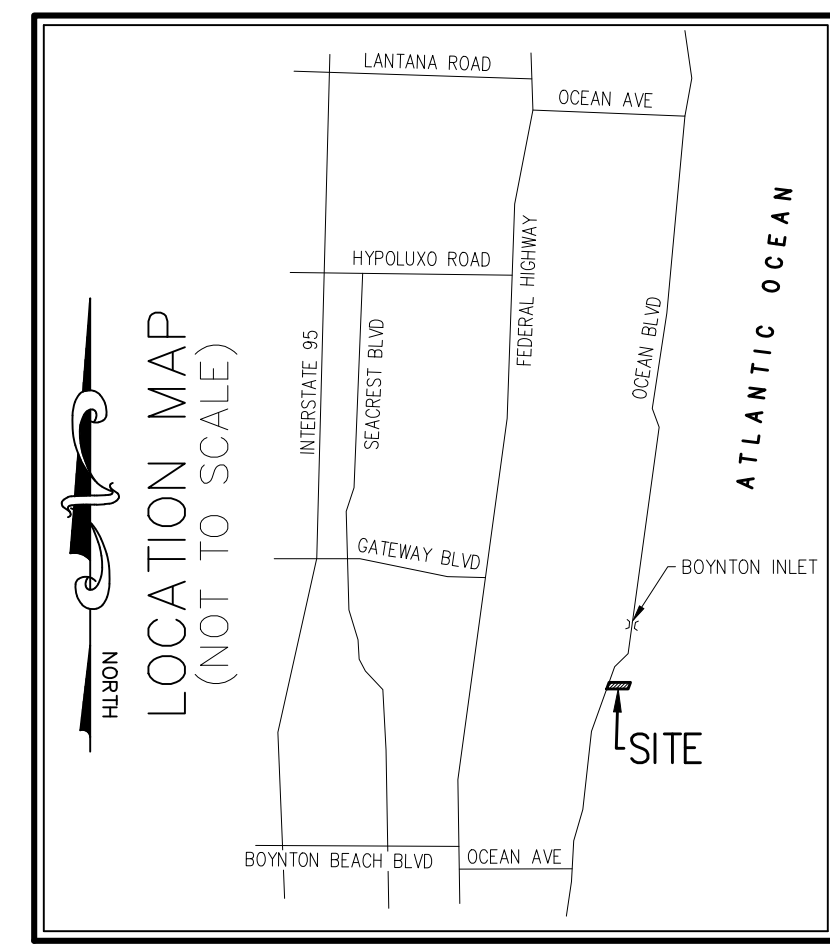 LANTANA ROAD
OCEAN AVE
ATLANTIC OCEAN
HYPOLUXO ROAD
FEDERAL HIGHWAY
OCEAN BLVD
INTERSTATE 95
SEACREST BLVD
LOCATION MAP
(NOT TO SCALE)
NORTH
GATEWAY BLVD
BOYNTON INLET
SITE
BOYNTON BEACH BLVD
OCEAN AVE